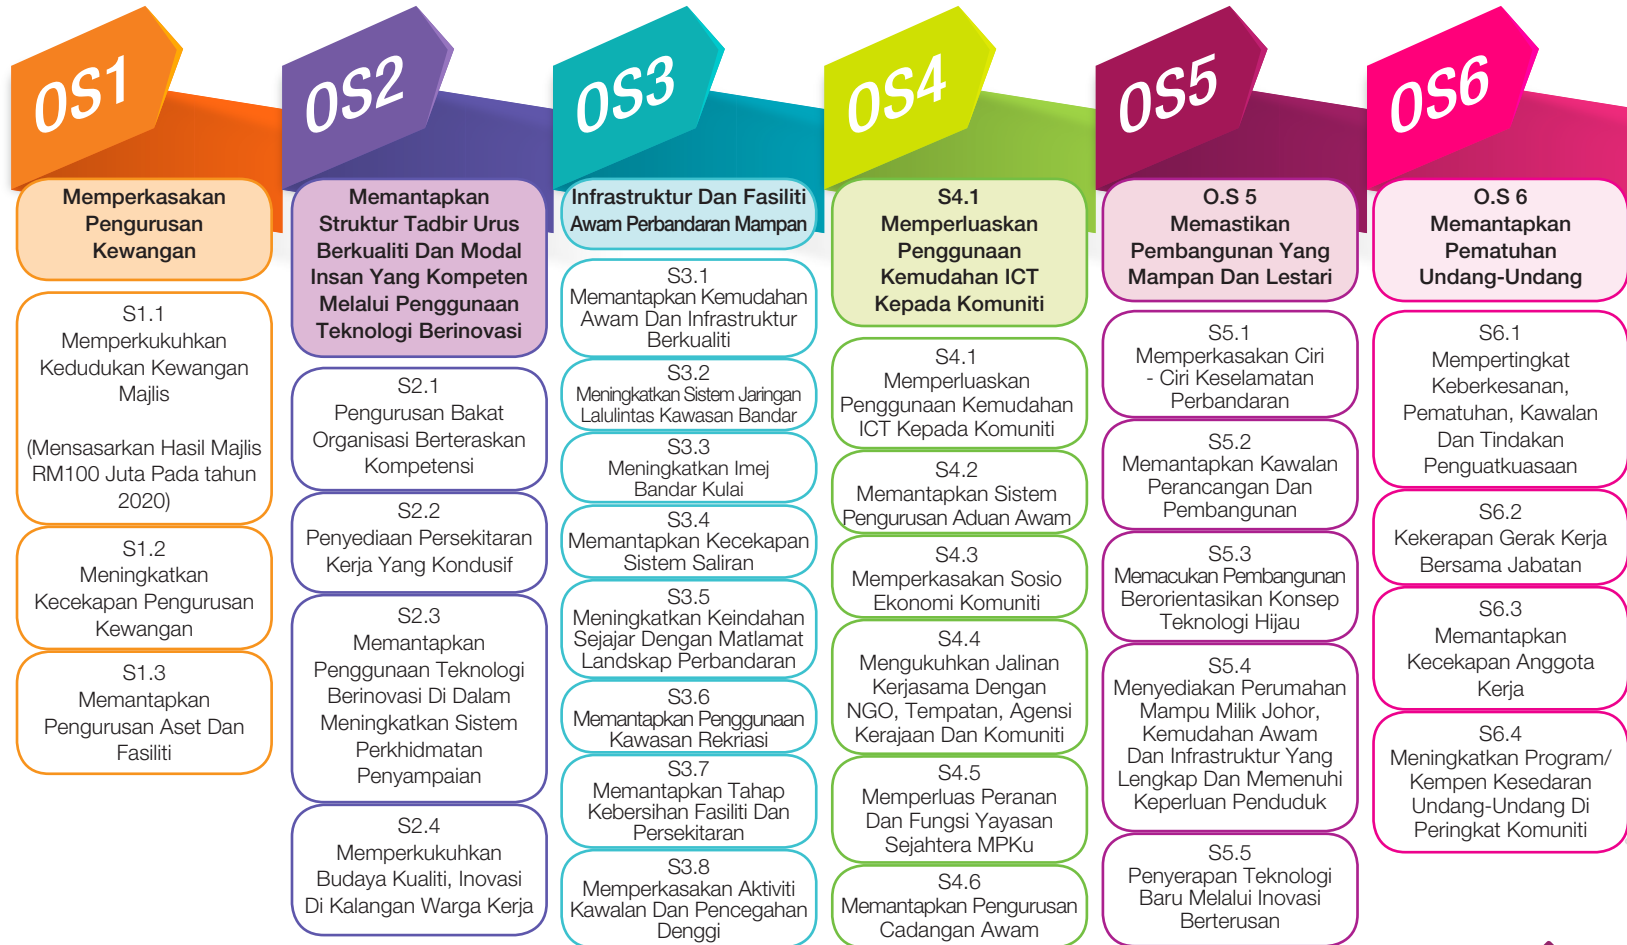 OS1
Memperkasakan
Pengurusan
Kewangan
S1.1
Memperkukuhkan
Kedudukan Kewangan
Majlis
(Mensasarkan Hasil Majlis
RM100 Juta Pada tahun
2020)
S1.2
Meningkatkan
Kecekapan Pengurusan
Kewangan
S1.3
Memantapkan
Pengurusan Aset Dan
Fasiliti
OS2
Memantapkan
Struktur Tadbir Urus
Berkualiti Dan Modal
Insan Yang Kompeten
Melalui Penggunaan
Teknologi Berinovasi
S2.1
Pengurusan Bakat
Organisasi Berteraskan
Kompetensi
S2.2
Penyediaan Persekitaran
Kerja Yang Kondusif
S2.3
Memantapkan
Penggunaan Teknologi
Berinovasi Di Dalam
Meningkatkan Sistem
Perkhidmatan
Penyampaian
S2.4
Memperkukuhkan
Budaya Kualiti, Inovasi
Di Kalangan Warga Kerja
OS3
Infrastruktur Dan Fasiliti
Awam Perbandaran Mampan
S3.1
Memantapkan Kemudahan
Awam Dan Infrastruktur
Berkualiti
S3.2
Meningkatkan Sistem Jaringan
Lalulintas Kawasan Bandar
S3.3
Meningkatkan Imej
Bandar Kulai
S3.4
Memantapkan Kecekapan
Sistem Saliran
S3.5
Meningkatkan Keindahan
Sejajar Dengan Matlamat
Landskap Perbandaran
S3.6
Memantapkan Penggunaan
Kawasan Rekriasi
S3.7
Memantapkan Tahap
Kebersihan Fasiliti Dan
Persekitaran
S3.8
Memperkasakan Aktiviti
Kawalan Dan Pencegahan
Denggi
OS4
S4.1
Memperluaskan
Penggunaan
Kemudahan ICT
Kepada Komuniti
S4.1
Memperluaskan
Penggunaan Kemudahan
ICT Kepada Komuniti
S4.2
Memantapkan Sistem
Pengurusan Aduan Awam
S4.3
Memperkasakan Sosio
Ekonomi Komuniti
S4.4
Mengukuhkan Jalinan
Kerjasama Dengan
NGO, Tempatan, Agensi
Kerajaan Dan Komuniti
S4.5
Memperluas Peranan
Dan Fungsi Yayasan
Sejahtera MPKu
S4.6
Memantapkan Pengurusan
Cadangan Awam
OS5
O.S 5
Memastikan
Pembangunan Yang
Mampan Dan Lestari
S5.1
Memperkasakan Ciri
- Ciri Keselamatan
Perbandaran
S5.2
Memantapkan Kawalan
Perancangan Dan
Pembangunan
S5.3
Memacukan Pembangunan
Berorientasikan Konsep
Teknologi Hijau
S5.4
Menyediakan Perumahan
Mampu Milik Johor,
Kemudahan Awam
Dan Infrastruktur Yang
Lengkap Dan Memenuhi
Keperluan Penduduk
S5.5
Penyerapan Teknologi
Baru Melalui Inovasi
Berterusan
OS6
O.S 6
Memantapkan
Pematuhan
Undang-Undang
S6.1
Mempertingkat
Keberkesanan,
Pematuhan, Kawalan
Dan Tindakan
Penguatkuasaan
S6.2
Kekerapan Gerak Kerja
Bersama Jabatan
S6.3
Memantapkan
Kecekapan Anggota
Kerja
S6.4
Meningkatkan Program/
Kempen Kesedaran
Undang-Undang Di
Peringkat Komuniti